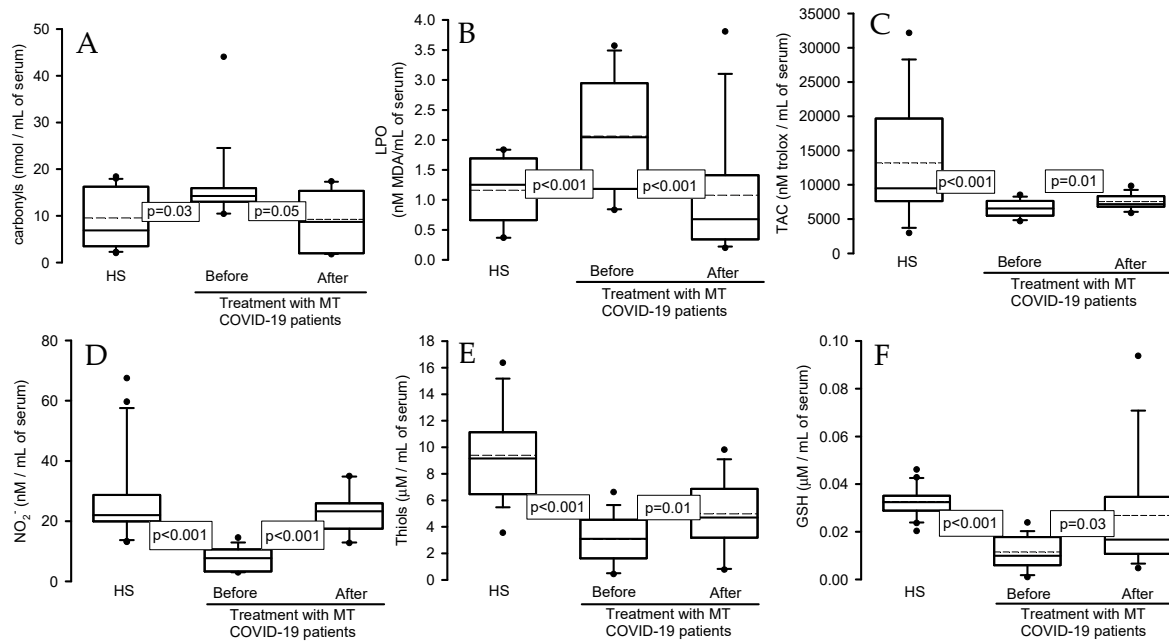 A
carbonyls (nmol / mL of serum)
50
40
30
20
10
0
p=0.03
p=0.05
HS
Before
After
Treatment with MT
COVID-19 patients
B
LPO
(nM MDA/mL of serum)
4.0
3.5
3.0
2.5
2.0
1.5
1.0
0.5
0.0
p<0.001
p<0.001
HS
Before
After
Treatment with MT
COVID-19 patients
C
TAC (nM trolox / mL of serum)
35000
30000
25000
20000
15000
10000
5000
0
p<0.001
p=0.01
HS
Before
After
Treatment with MT
COVID-19 patients
D
NO₂⁻ (nM / mL of serum)
80
60
40
20
0
p<0.001
p<0.001
HS
Before
After
Treatment with MT
COVID-19 patients
E
Thiols (µM / mL of serum)
18
16
14
12
10
8
6
4
2
0
p<0.001
p=0.01
HS
Before
After
Treatment with MT
COVID-19 patients
F
GSH (µM / mL of serum)
0.10
0.08
0.06
0.04
0.02
0.00
p<0.001
p=0.03
HS
Before
After
Treatment with MT
COVID-19 patients